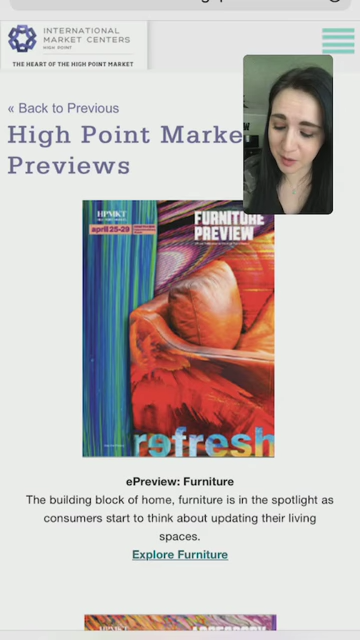 INTERNATIONAL
MARKET CENTERS
HIGH POINT
THE HEART OF THE HIGH POINT MARKET
« Back to Previous
High Point Marke
Previews
HPMKT
april 25-29
FURNITURE
PREVIEW
refresh
ePreview: Furniture
The building block of home, furniture is in the spotlight as
consumers start to think about updating their living
spaces.
Explore Furniture
HPMKT